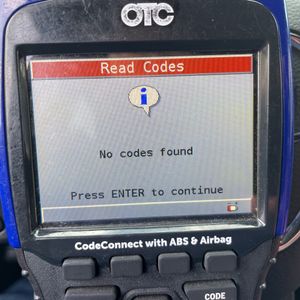 OTC
Read Codes
i
No codes found
Press ENTER to continue
CodeConnect with ABS & Airbag
CODE